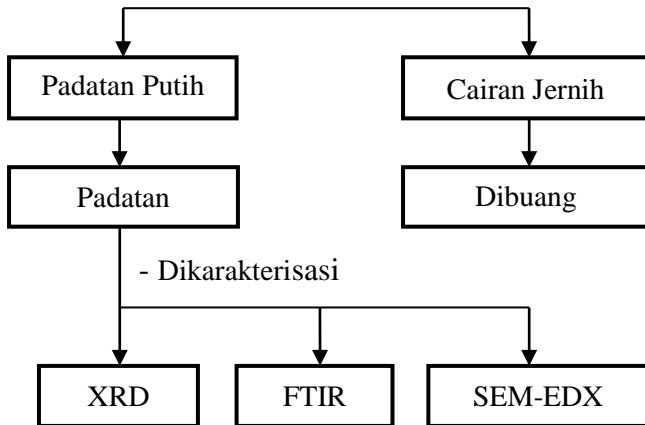 Padatan Putih
Cairan Jernih
Padatan
Dibuang
- Dikarakterisasi
XRD
FTIR
SEM-EDX